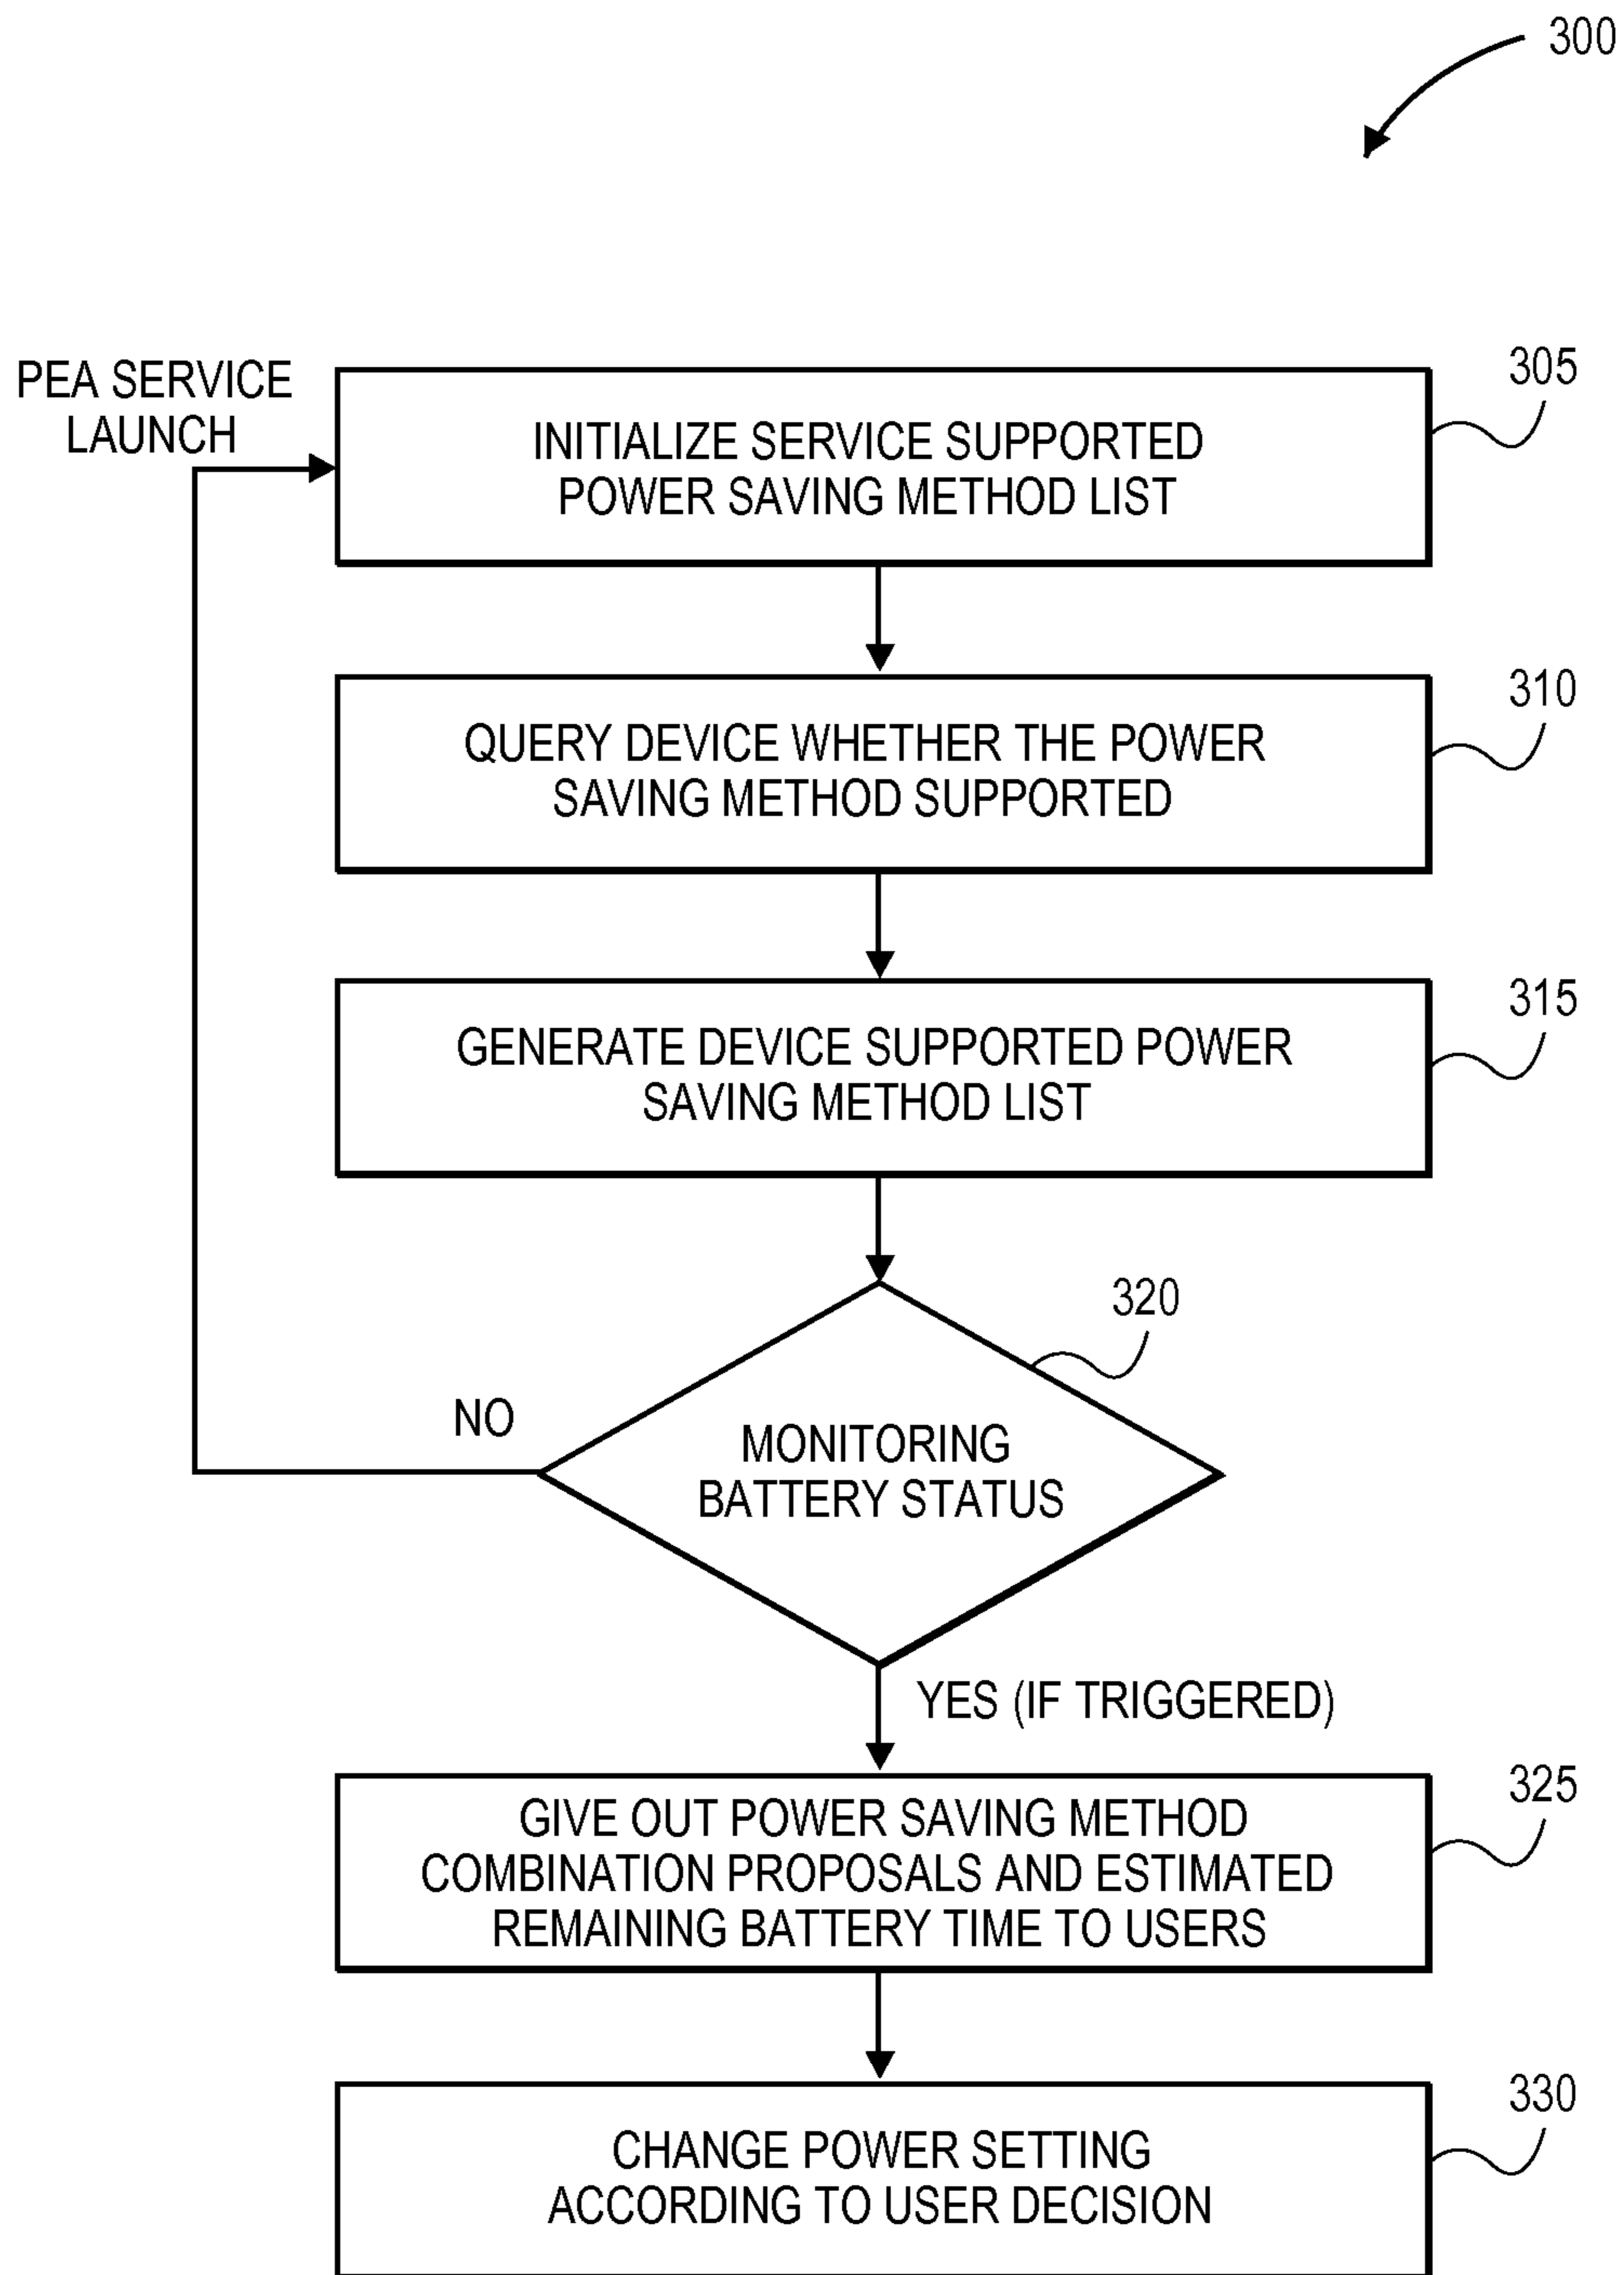 300
PEA SERVICE
LAUNCH
305
INITIALIZE SERVICE SUPPORTED
POWER SAVING METHOD LIST
310
QUERY DEVICE WHETHER THE POWER
SAVING METHOD SUPPORTED
315
GENERATE DEVICE SUPPORTED POWER
SAVING METHOD LIST
320
NO
MONITORING
BATTERY STATUS
YES (IF TRIGGERED)
325
GIVE OUT POWER SAVING METHOD
COMBINATION PROPOSALS AND ESTIMATED
REMAINING BATTERY TIME TO USERS
330
CHANGE POWER SETTING
ACCORDING TO USER DECISION